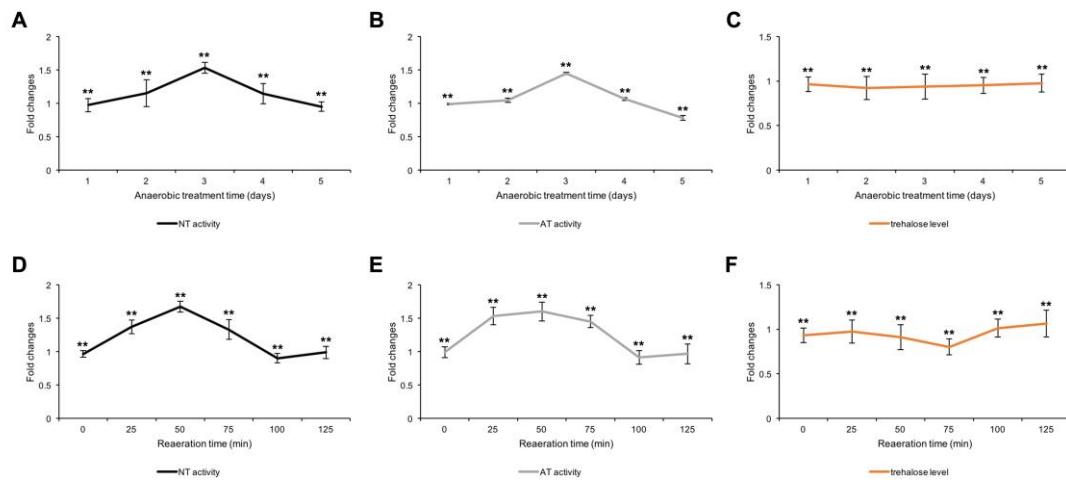 A
2
1.5
1
0.5
0
Fold changes
** ** ** ** **
1 2 3 4 5
Anaerobic treatment time (days)
NT activity
B
2
1.5
1
0.5
0
Fold changes
** ** ** ** **
1 2 3 4 5
Anaerobic treatment time (days)
AT activity
C
1.5
1
0.5
0
Fold changes
** ** ** ** **
1 2 3 4 5
Anaerobic treatment time (days)
trehalose level
D
2
1.5
1
0.5
0
Fold changes
** ** ** ** ** **
0 25 50 75 100 125
Reaeration time (min)
NT activity
E
2
1.5
1
0.5
0
Fold changes
** ** ** ** ** **
0 25 50 75 100 125
Reaeration time (min)
AT activity
F
1.5
1
0.5
0
Fold changes
** ** ** ** ** **
0 25 50 75 100 125
Reaeration time (min)
trehalose level